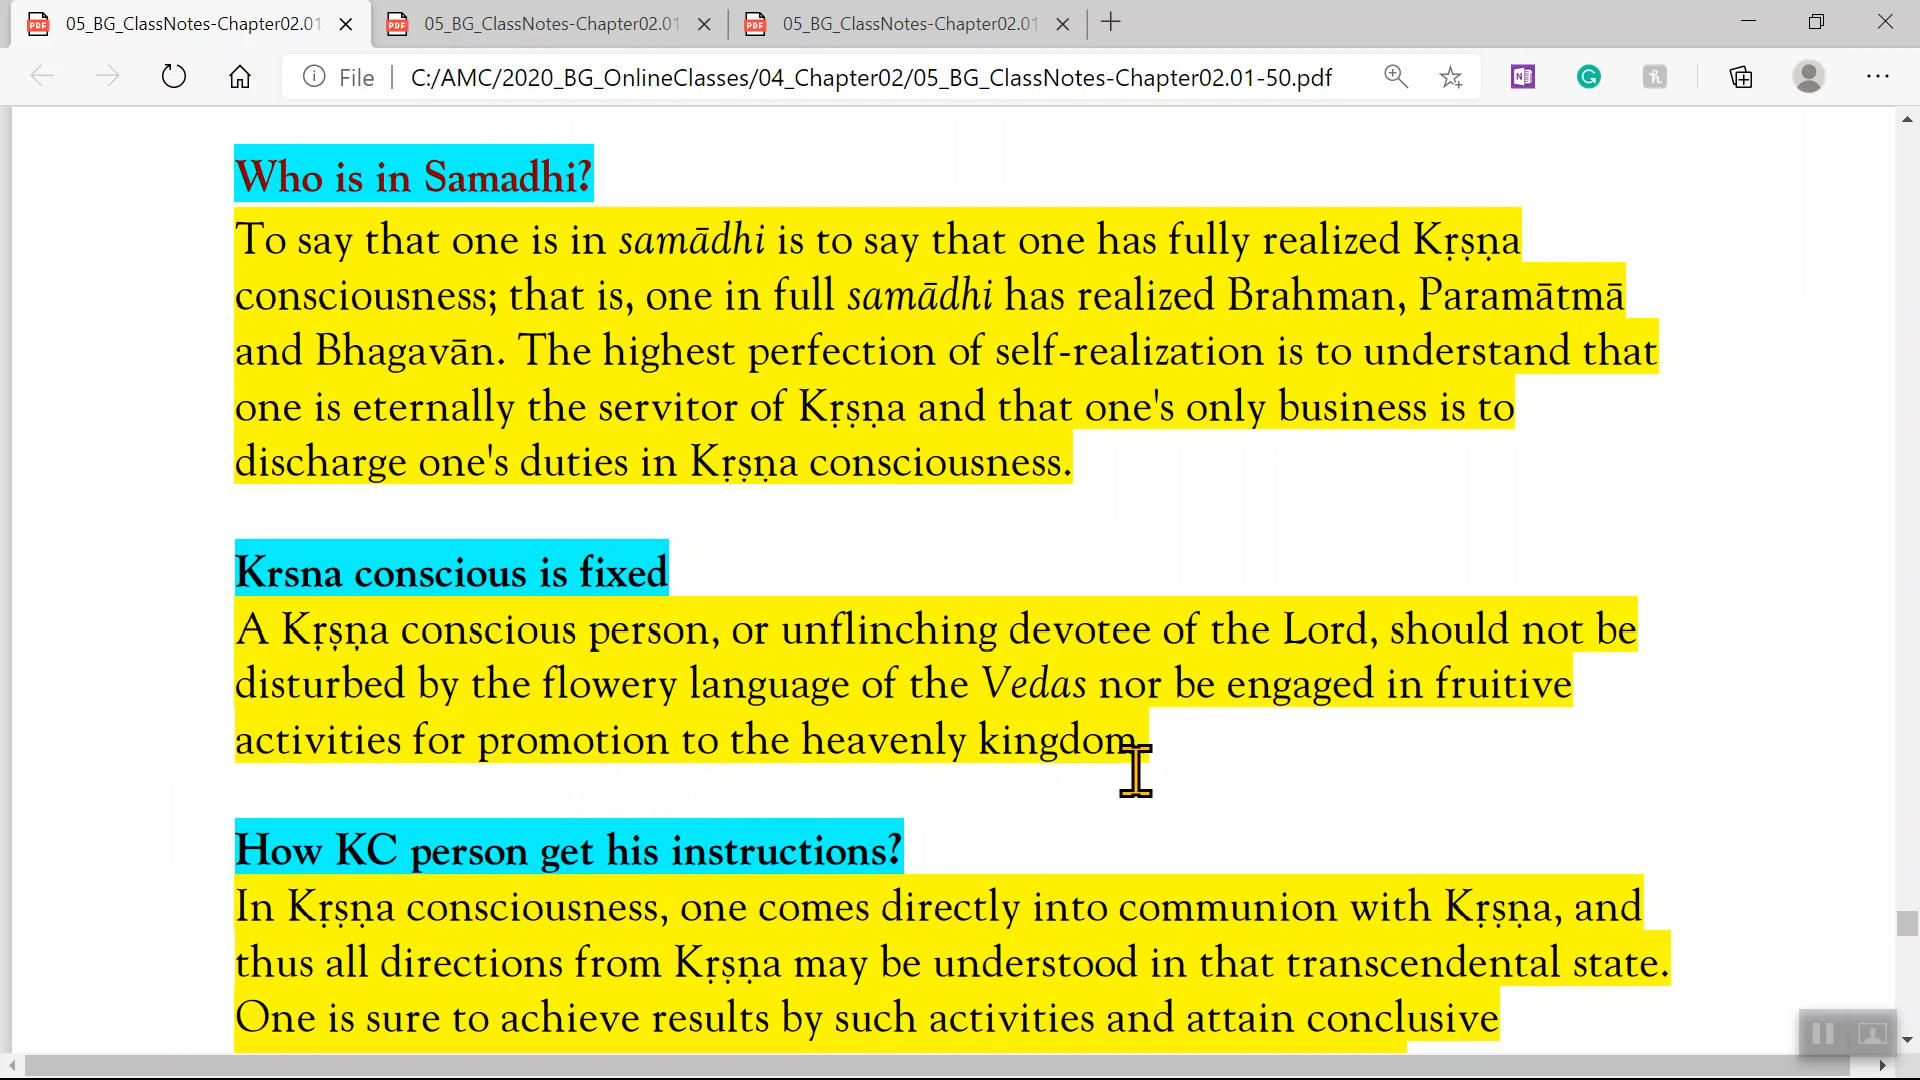 05_BG_ClassNotes-Chapter02.01
05_BG_ClassNotes-Chapter02.01
05_BG_ClassNotes-Chapter02.01
File
C:/AMC/2020_BG_OnlineClasses/04_Chapter02/05_BG_ClassNotes-Chapter02.01-50.pdf
Who is in Samadhi?
To say that one is in samādhi is to say that one has fully realized Kṛṣṇa
consciousness; that is, one in full samādhi has realized Brahman, Paramātmā
and Bhagavān. The highest perfection of self-realization is to understand that
one is eternally the servitor of Kṛṣṇa and that one's only business is to
discharge one's duties in Kṛṣṇa consciousness.
Krsna conscious is fixed
A Kṛṣṇa conscious person, or unflinching devotee of the Lord, should not be
disturbed by the flowery language of the Vedas nor be engaged in fruitive
activities for promotion to the heavenly kingdom
How KC person get his instructions?
In Kṛṣṇa consciousness, one comes directly into communion with Kṛṣṇa, and
thus all directions from Kṛṣṇa may be understood in that transcendental state.
One is sure to achieve results by such activities and attain conclusive